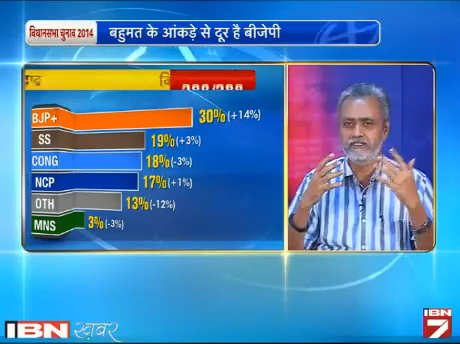 विधानसभा चुनाव 2014
बहुमत के आंकड़े से दूर है बीजेपी
BJP+ 30% (+14%)
SS 19% (+3%)
CONG 18% (-3%)
NCP 17% (+1%)
OTH 13% (-12%)
MNS 3% (-3%)
IBN ख़बर
IBN
7